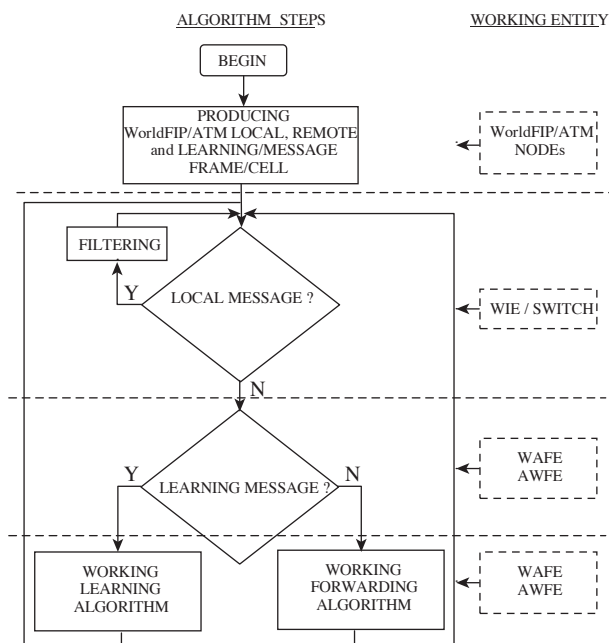 ALGORITHM STEPS
WORKING ENTITY
BEGIN
PRODUCING
WorldFIP/ATM LOCAL, REMOTE
and LEARNING/MESSAGE
FRAME/CELL
WorldFIP/ATM
NODEs
FILTERING
Y
LOCAL MESSAGE ?
WIE / SWITCH
N
Y
LEARNING MESSAGE ?
N
WAFE
AWFE
WORKING
LEARNING
ALGORITHM
WORKING
FORWARDING
ALGORITHM
WAFE
AWFE